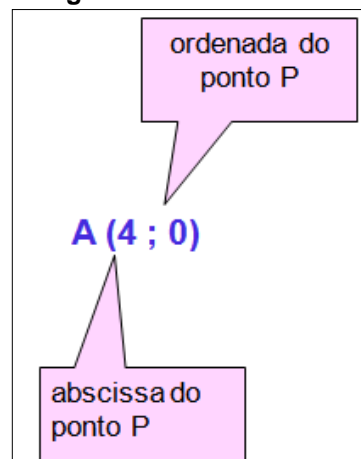 ordenada do
ponto P
A (4 ; 0)
abscissa do
ponto P